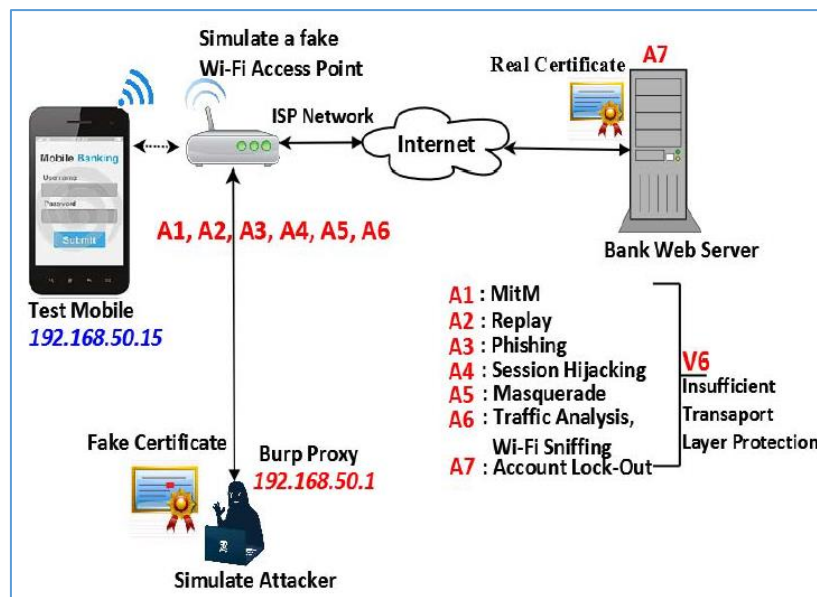 Simulate a fake
Wi-Fi Access Point
Real Certificate
A7
ISP Network
Internet
Mobile Banking
Username
Password
Submit
A1, A2, A3, A4, A5, A6
Bank Web Server
Test Mobile
192.168.50.15
A1 : MitM
A2 : Replay
A3 : Phishing
A4 : Session Hijacking
A5 : Masquerade
A6 : Traffic Analysis,
Wi-Fi Sniffing
A7 : Account Lock-Out
V6
Insufficient
Transaport
Layer Protection
Fake Certificate
Burp Proxy
192.168.50.1
Simulate Attacker